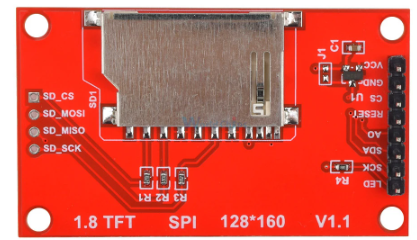 C1
J1
VCC
GND
CS
U1
RESET
AO
SDA
SCK
LED
R4
SD_CS
SD_MOSI
SD_MISO
SD_SCK
SD1
R1 R2 R3
1.8 TFT SPI 128*160 V1.1